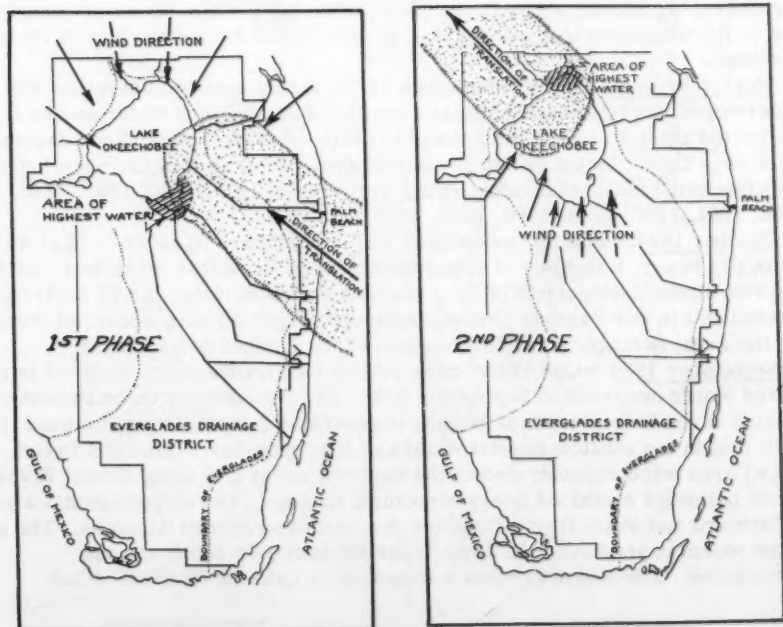 WIND DIRECTION
LAKE
OKEECHOBEE
AREA OF
HIGHEST WATER
PALM
BEACH
DIRECTION OF
TRANSLATION
1ST PHASE
EVERGLADES DRAINAGE
DISTRICT
GULF OF MEXICO
BOUNDARY OF EVERGLADES
ATLANTIC OCEAN
DIRECTION OF
TRANSLATION
AREA OF
HIGHEST
WATER
LAKE
OKEECHOBEE
PALM
BEACH
?
WIND DIRECTION
2ND PHASE
EVERGLADES DRAINAGE
DISTRICT
GULF OF MEXICO
BOUNDARY OF EVERGLADES
ATLANTIC OCEAN